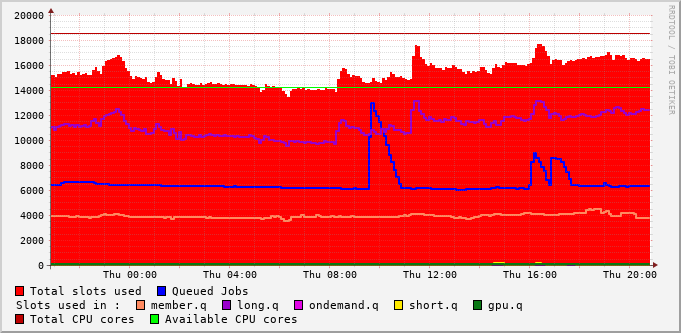 20000
18000
16000
14000
12000
10000
8000
6000
4000
2000
0
Thu 00:00 Thu 04:00 Thu 08:00 Thu 12:00 Thu 16:00 Thu 20:00
RRDTOOL / TOBI OETIKER
Total slots used Queued Jobs
Slots used in : member.q long.q ondemand.q short.q gpu.q
Total CPU cores Available CPU cores